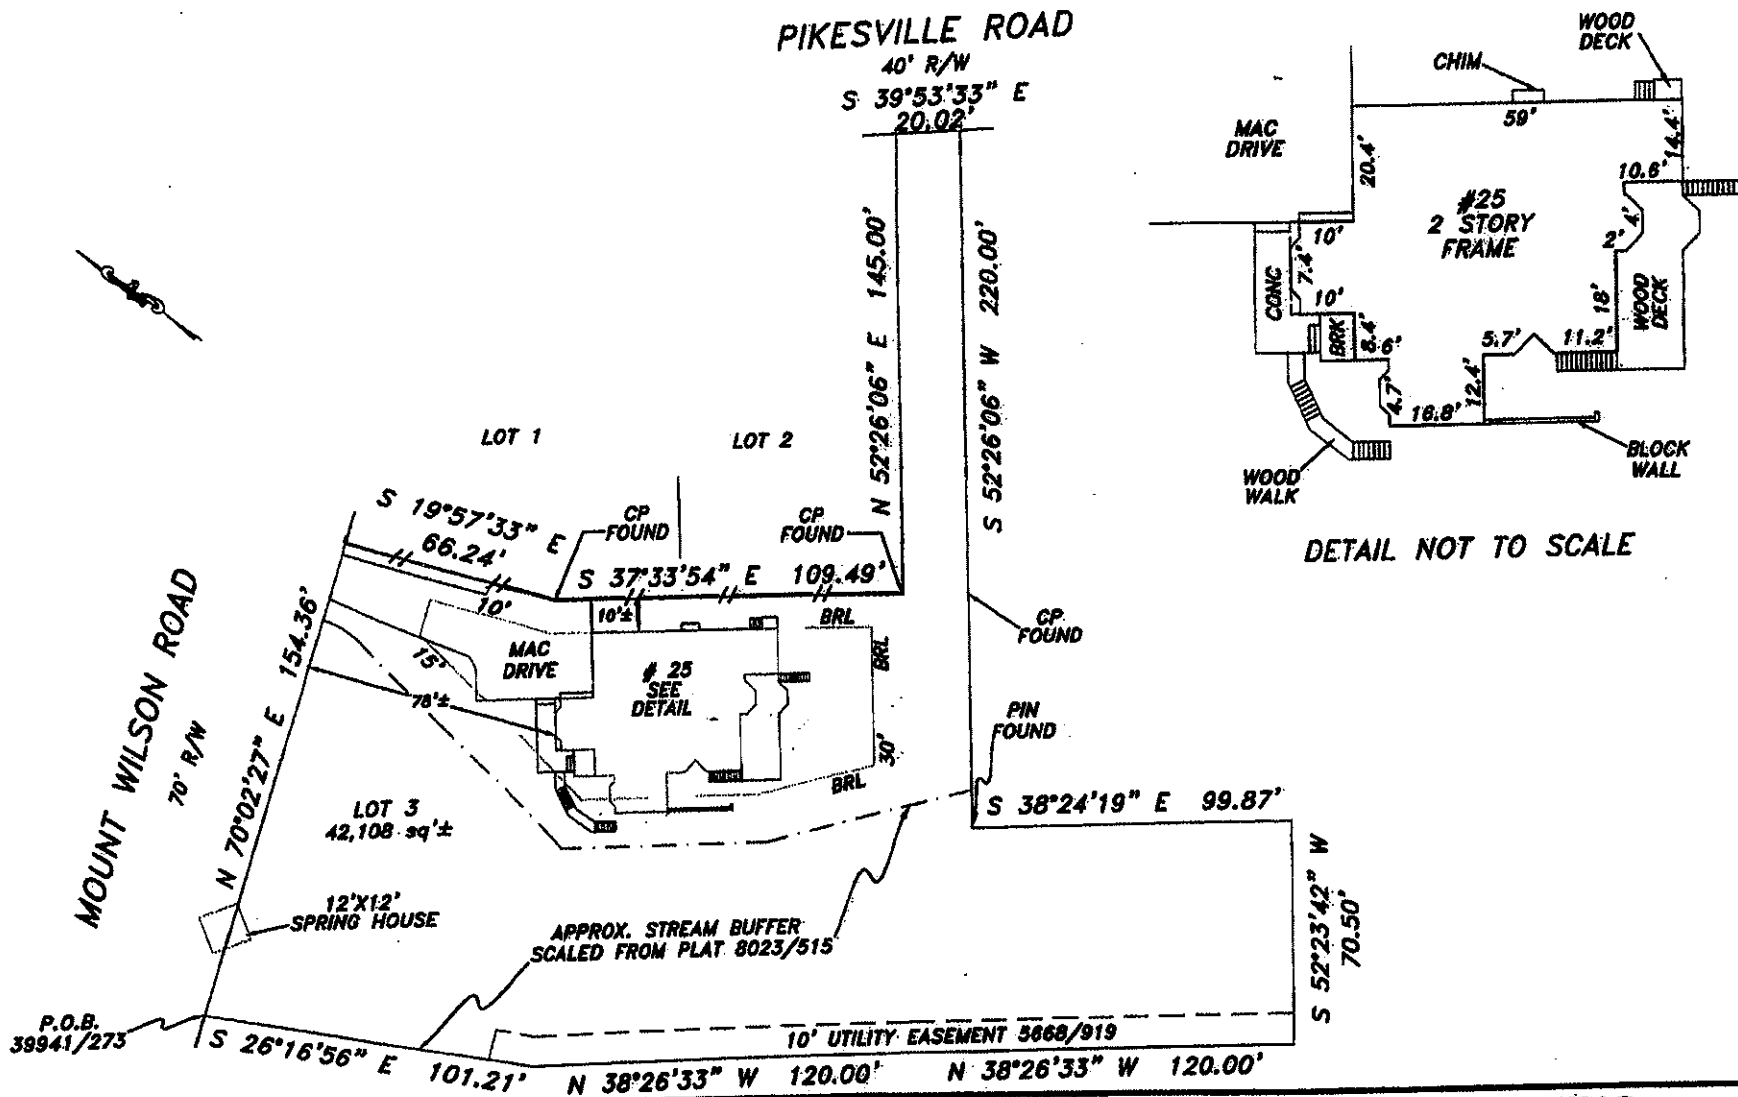 PIKESVILLE ROAD
40' R/W
S 39°53'33" E
20.02'
N 52°26'06" E 145.00'
S 52°26'06" W 220.00'
LOT 1
LOT 2
S 19°57'33" E
66.24'
CP
FOUND
CP
FOUND
S 37°33'54" E 109.49'
10'
10'±
BRL
BRL
CP
FOUND
MOUNT WILSON ROAD
70' R/W
N 70°02'27" E 154.36'
MAC
DRIVE
15'
78'±
# 25
SEE
DETAIL
30'
BRL
PIN
FOUND
S 38°24'19" E 99.87'
LOT 3
42,108 sq'±
12'X12'
SPRING HOUSE
APPROX. STREAM BUFFER
SCALED FROM PLAT 8023/515
S 52°23'42" W
70.50'
P.O.B.
39941/273
S 26°16'56" E 101.21'
10' UTILITY EASEMENT 5668/919
N 38°26'33" W 120.00'
N 38°26'33" W 120.00'
WOOD
DECK
CHIM
59'
MAC
DRIVE
20.4'
14.4'
10.6'
#25
2 STORY
FRAME
4'
2'
10'
CONC
7.4'
10'
BRK
8.4'
6'
18'
WOOD
DECK
5.7'
11.2'
4.7'
12.4'
16.8'
WOOD
WALK
BLOCK
WALL
DETAIL NOT TO SCALE